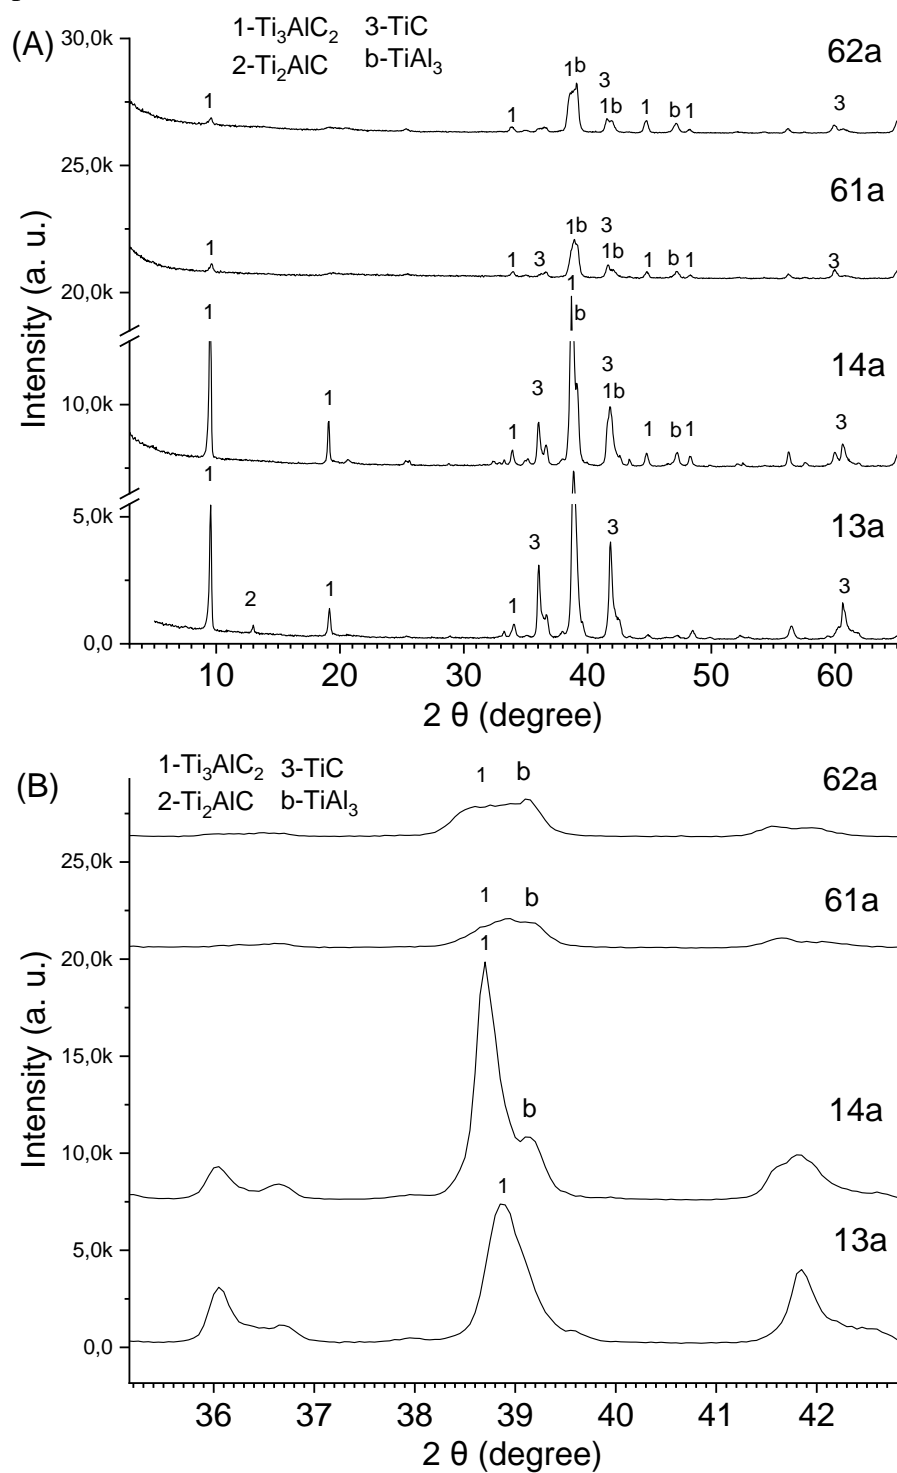 (A)
1-Ti₃AlC₂ 3-TiC
2-Ti₂AlC b-TiAl₃
30,0k
25,0k
20,0k
10,0k
5,0k
0,0
Intensity (a. u.)
62a
1 1 1b 3 1b 1 b 1 3
61a
1 1 3 1b 3 1b 1 b 1 3
14a
1 1 1 3 1 b 3 1b 1 b 1 3
13a
1 2 1 1 3 3 3
10 20 30 40 50 60
2 θ (degree)
(B)
1-Ti₃AlC₂ 3-TiC
2-Ti₂AlC b-TiAl₃
25,0k
20,0k
15,0k
10,0k
5,0k
0,0
Intensity (a. u.)
1 b 62a
1 b 61a
1 b 14a
1 13a
36 37 38 39 40 41 42
2 θ (degree)